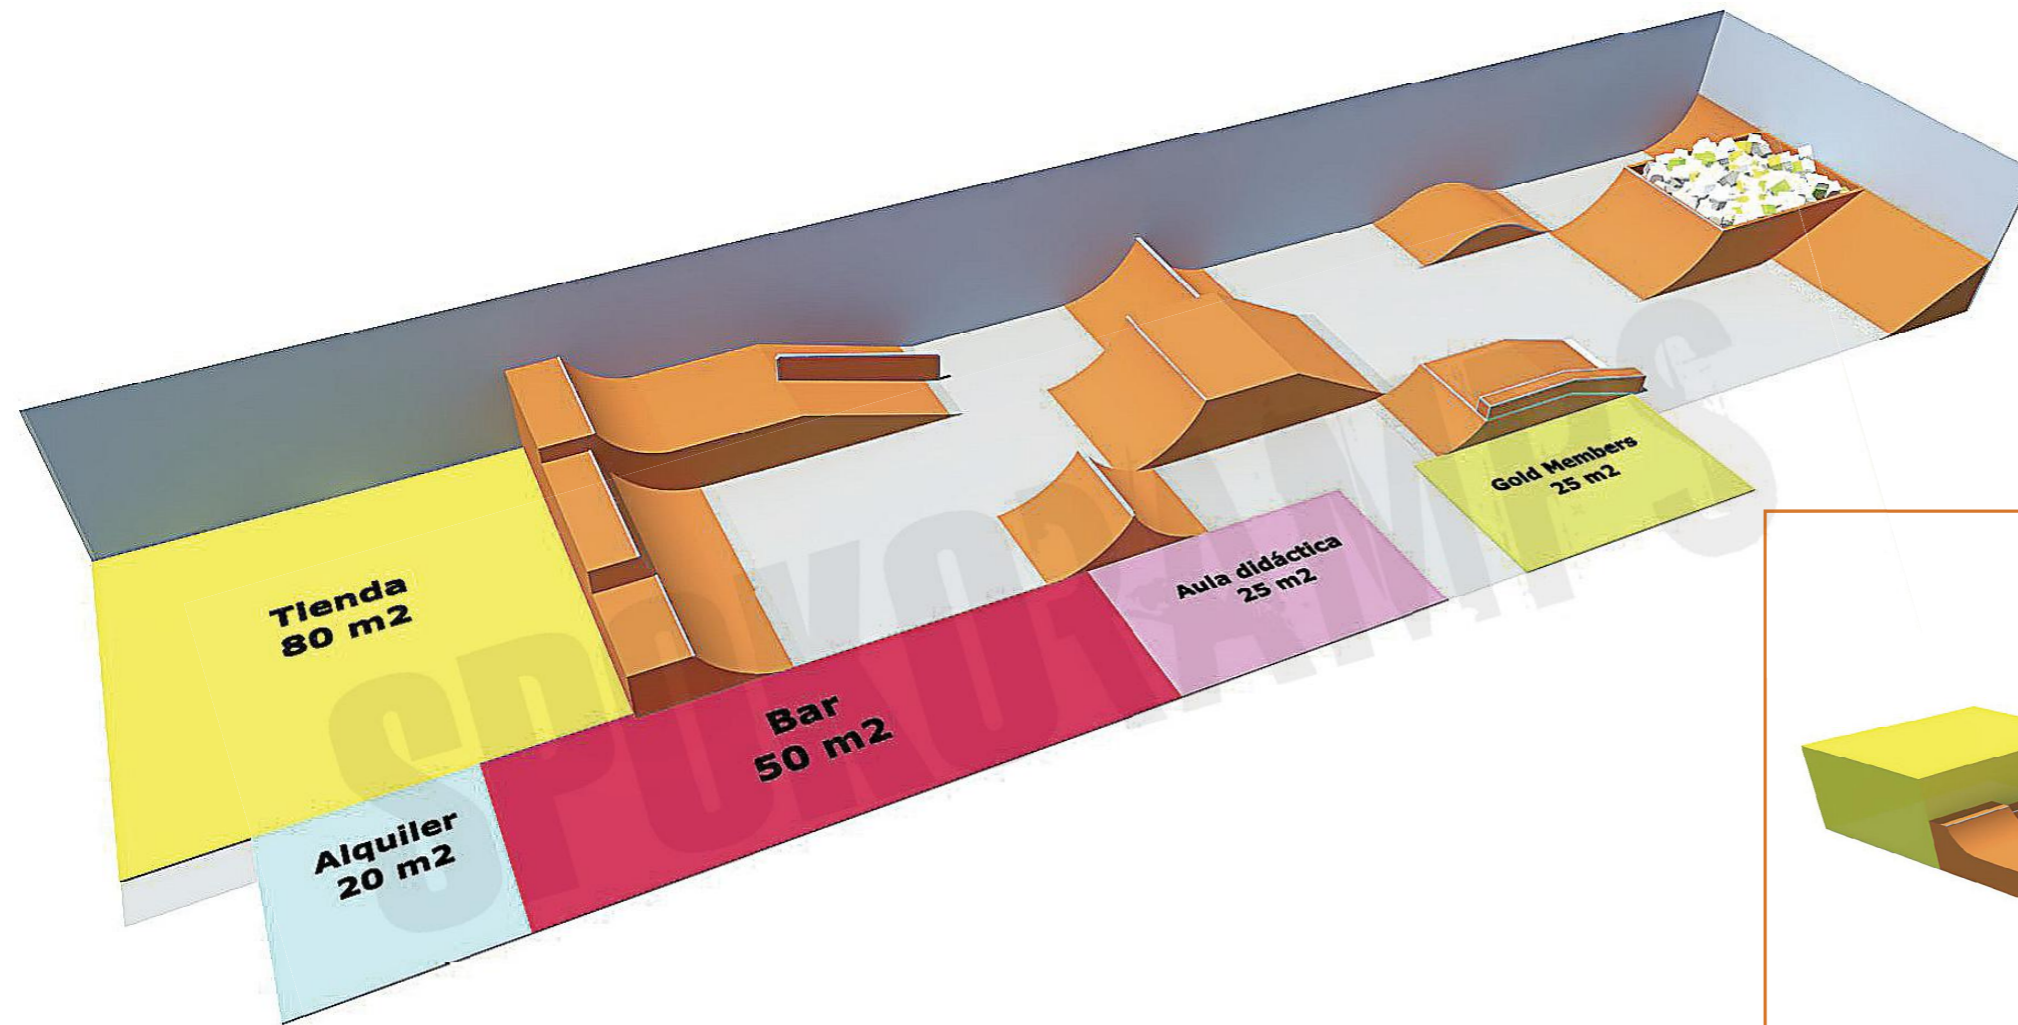 Tienda
80 m2
Alquiler
20 m2
Bar
50 m2
Aula didáctica
25 m2
Gold Members
25 m2
SPOKORAMPS